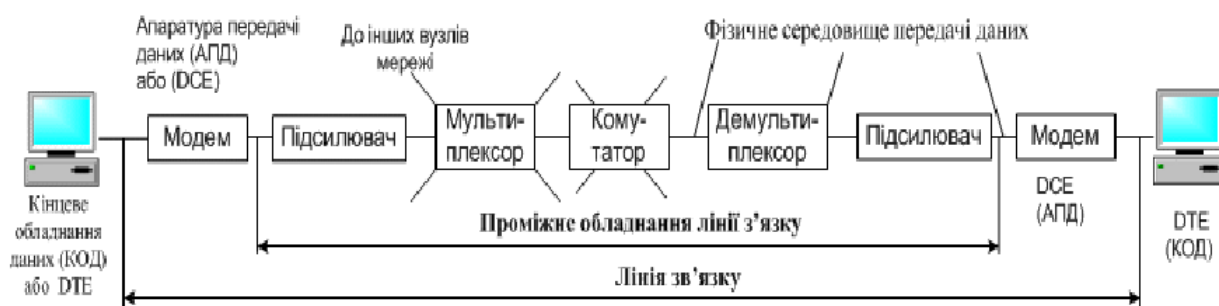 Апаратура передачі
даних (АПД)
або (DCE)
До інших вузлів
мережі
Фізичне середовище передачі даних
Модем
Підсилювач
Мульти-
плексор
Кому-
татор
Демульти-
плексор
Підсилювач
Модем
Кінцеве
обладнання
даних (КОД)
або DTE
DCE
(АПД)
DTE
(КОД)
Проміжне обладнання лінії з’язку
Лінія зв’язку